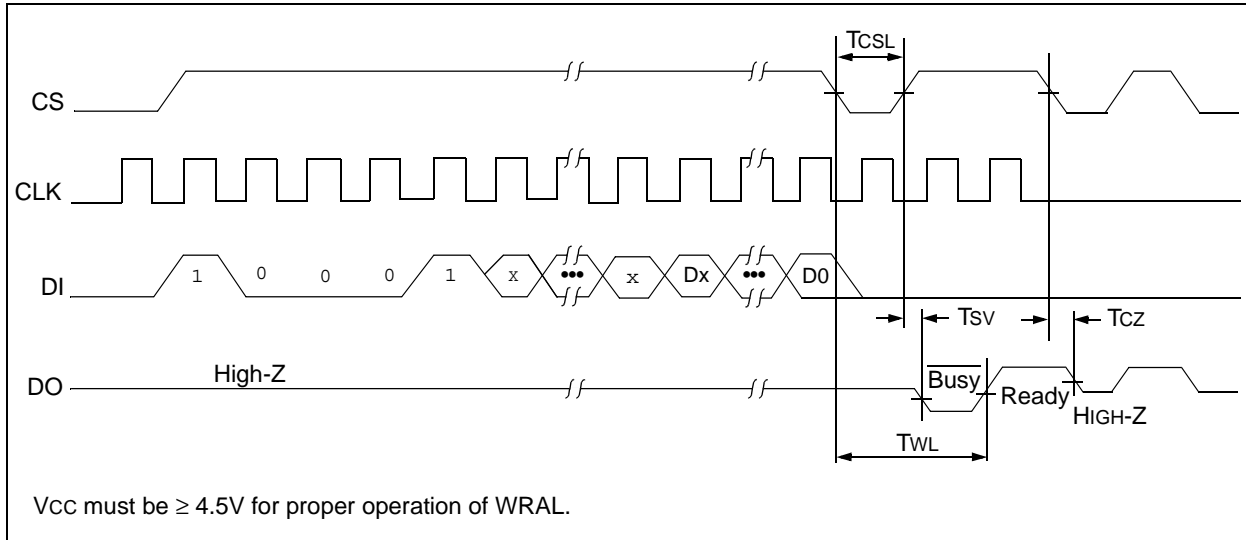 TCSL
CS
CLK
DI
1 0 0 0 1 x ••• x Dx ••• D0
TSV
TCZ
DO
High-Z
Busy
Ready
HIGH-Z
TWL
VCC must be ≥ 4.5V for proper operation of WRAL.